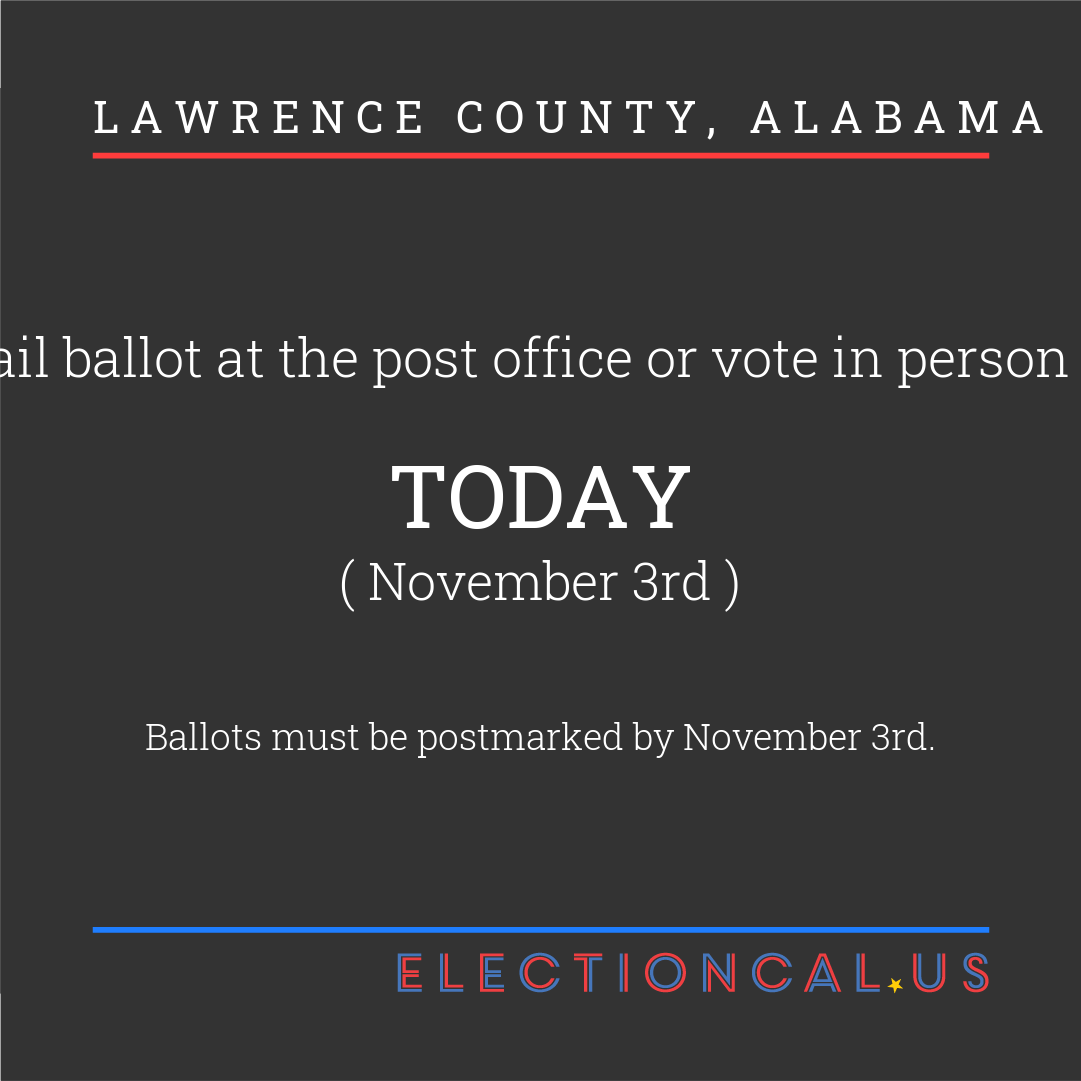 LAWRENCE COUNTY, ALABAMA
ail ballot at the post office or vote in person
TODAY
( November 3rd )
Ballots must be postmarked by November 3rd.
ELECTIONCAL.US